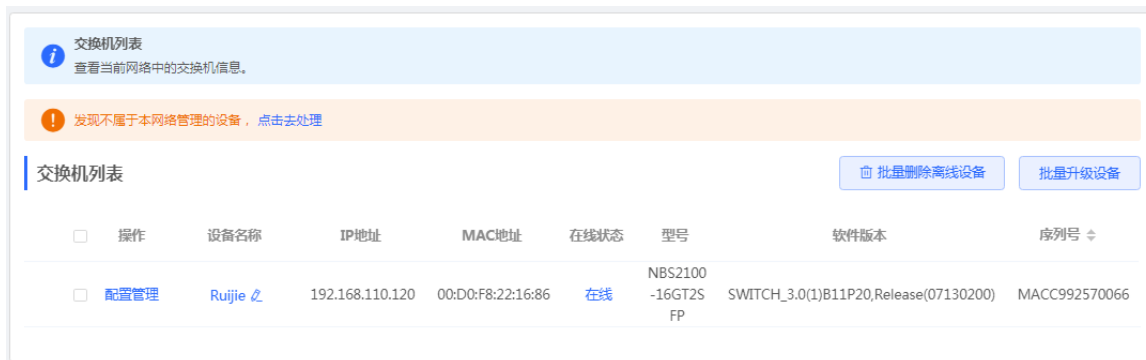 交换机列表
查看当前网络中的交换机信息。
发现不属于本网络管理的设备，点击去处理
交换机列表
批量删除离线设备
批量升级设备
操作 设备名称 IP地址 MAC地址 在线状态 型号 软件版本 序列号
配置管理 Ruijie 192.168.110.120 00:D0:F8:22:16:86 在线 NBS2100
-16GT2S
FP
SWITCH_3.0(1)B11P20,Release(07130200) MACC992570066